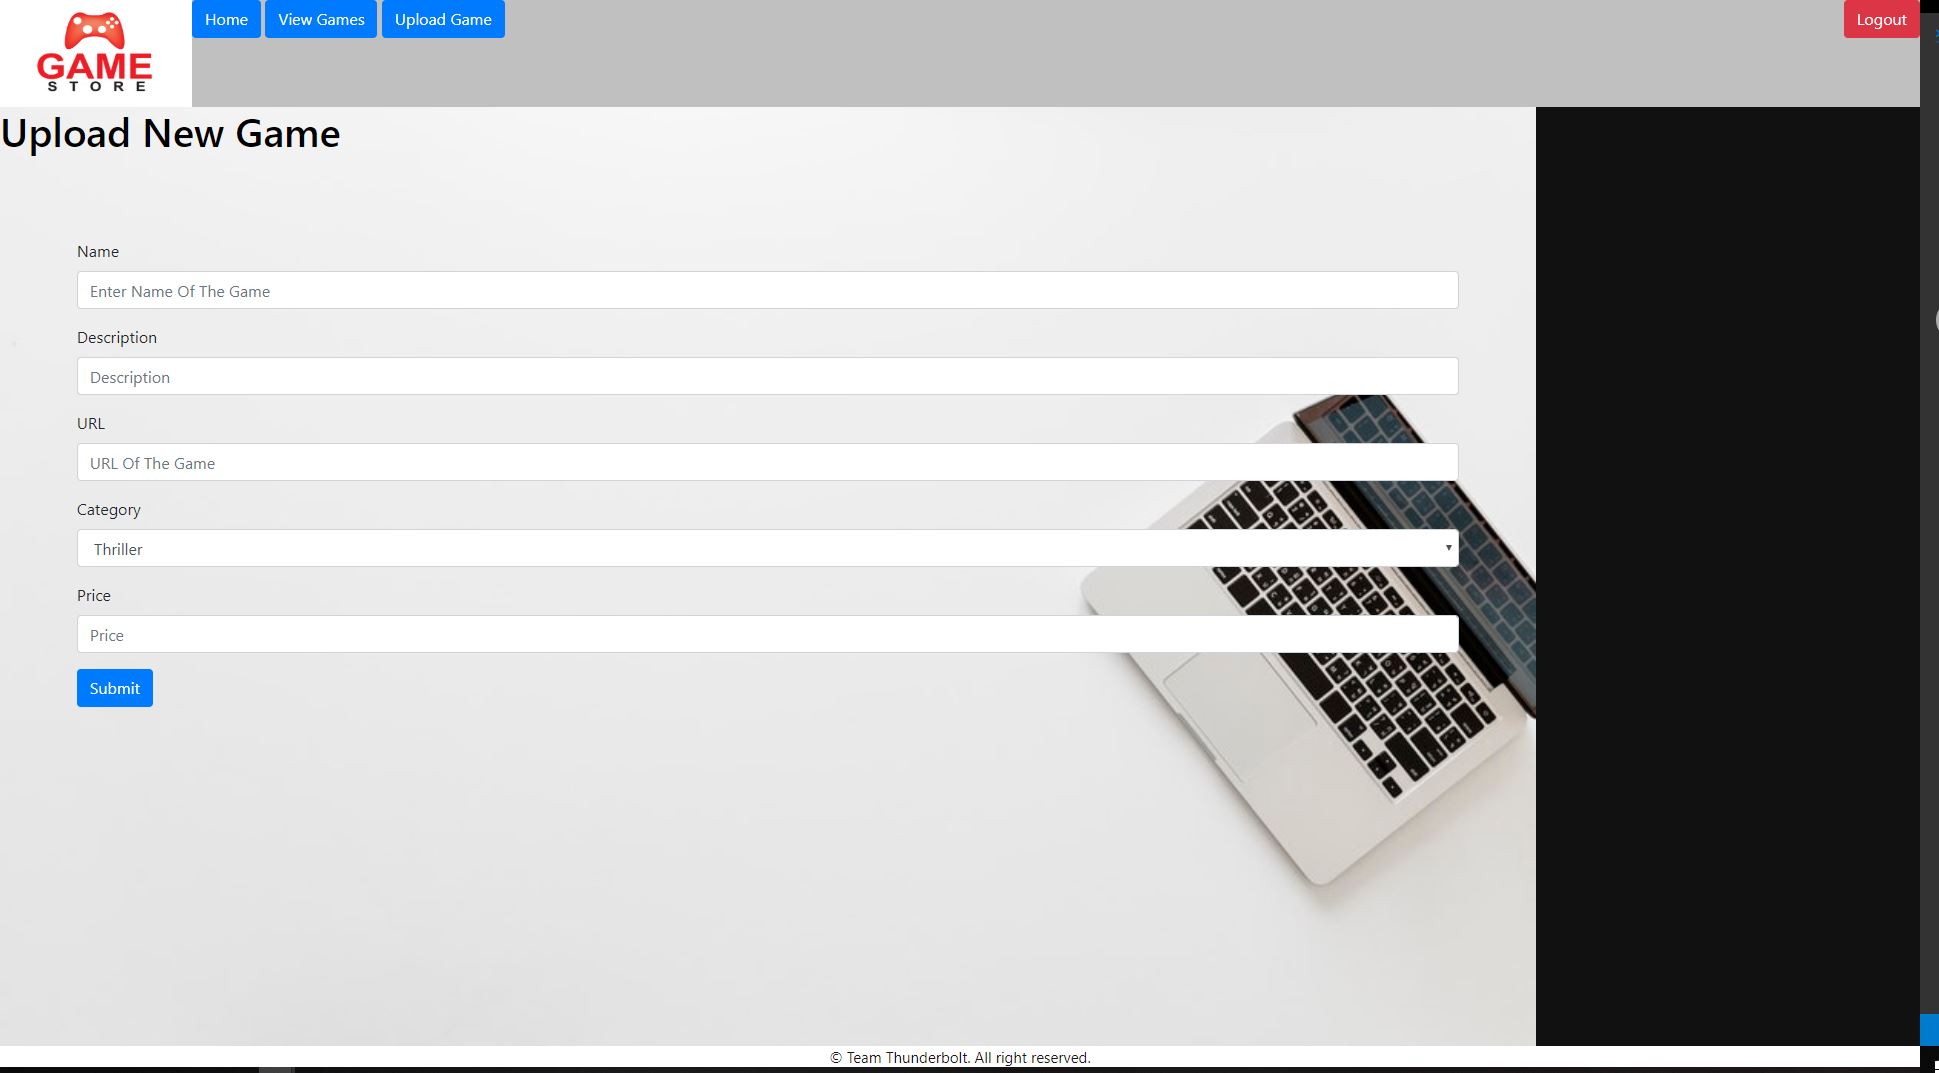 GAME
STORE
Home View Games Upload Game Logout
Upload New Game
Name
Enter Name Of The Game
Description
Description
URL
URL Of The Game
Category
Thriller
Price
Price
Submit
© Team Thunderbolt. All right reserved.